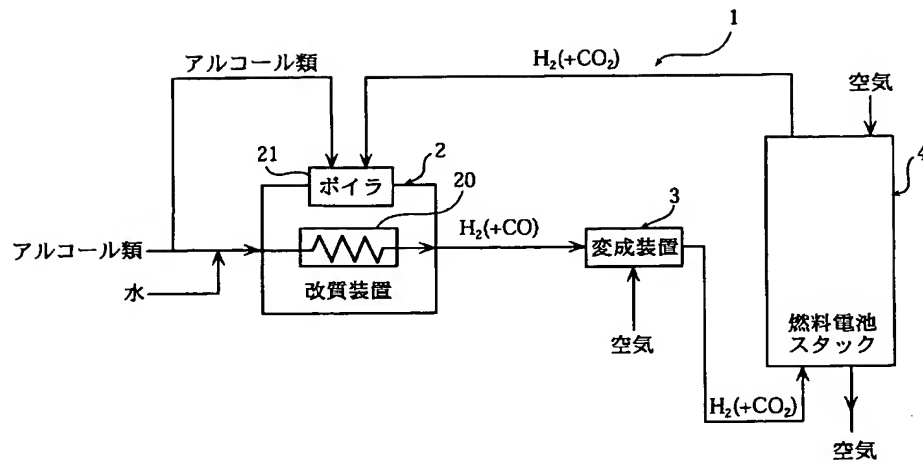 1
アルコール類
H₂(+CO₂)
空気
21
ボイラ
2
20
4
アルコール類
水
改質装置
H₂(+CO)
3
変成装置
空気
燃料電池
スタック
H₂(+CO₂)
空気